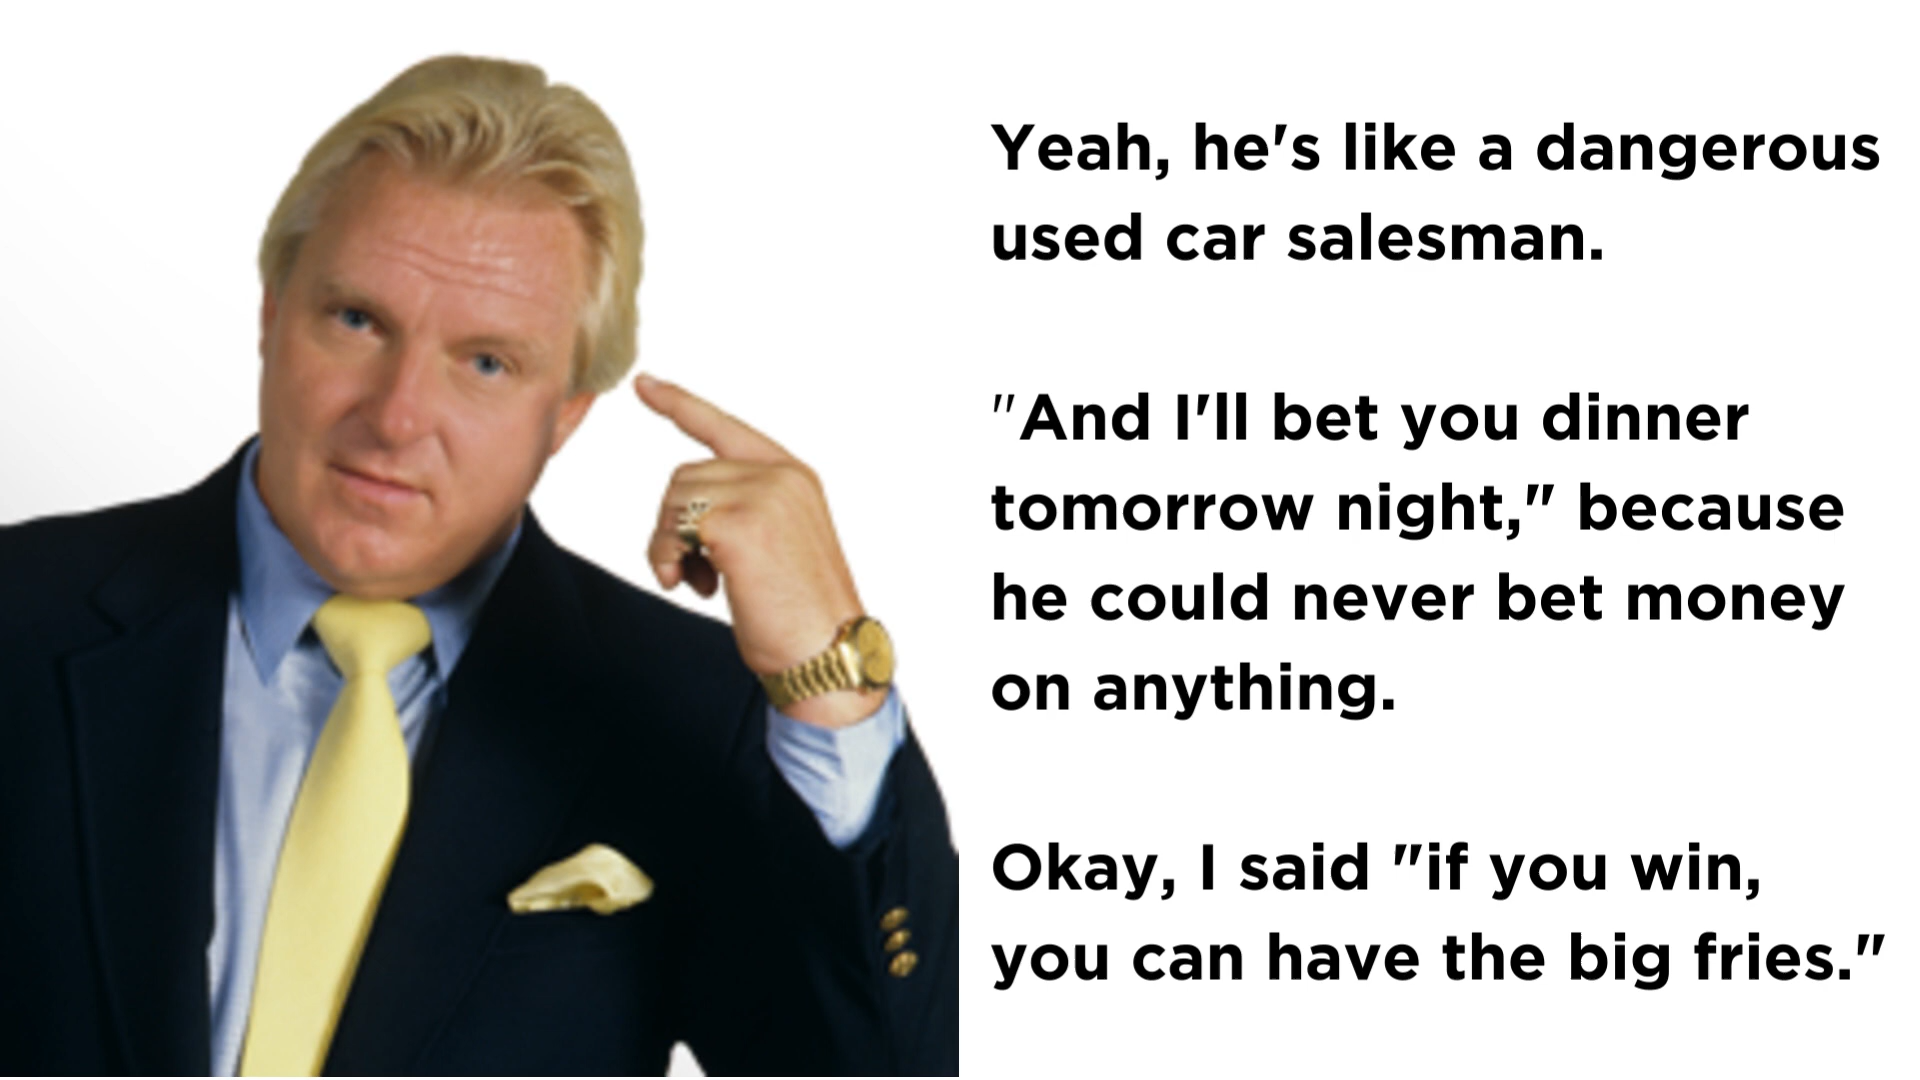 Yeah, he's like a dangerous
used car salesman.
"And I'll bet you dinner
tomorrow night," because
he could never bet money
on anything.
Okay, I said "if you win,
you can have the big fries."